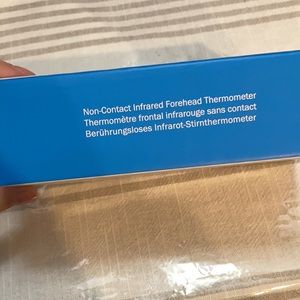 Non-Contact Infrared Forehead Thermometer
Thermomètre frontal infrarouge sans contact
Berührungsloses Infrarot-Stirnthermometer